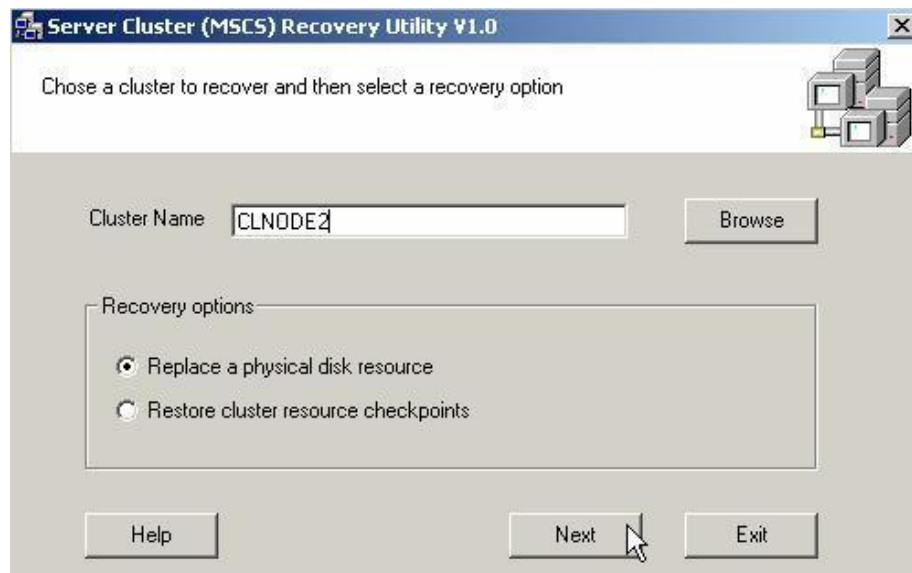 Server Cluster (MSCS) Recovery Utility V1.0
Chose a cluster to recover and then select a recovery option
Cluster Name CLNODE2 Browse
Recovery options
Replace a physical disk resource
Restore cluster resource checkpoints
Help Next Exit